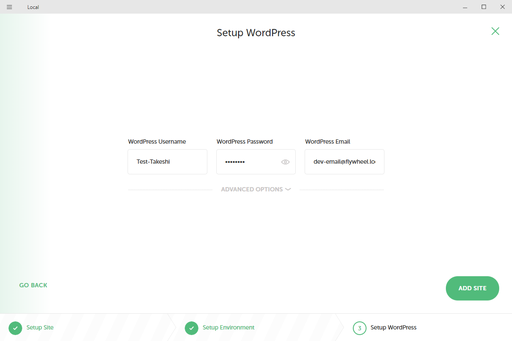 Local
Setup WordPress
WordPress Username
WordPress Password
WordPress Email
Test-Takeshi
••••••••
dev-email@flywheel.lo
ADVANCED OPTIONS
GO BACK
ADD SITE
Setup Site
Setup Environment
3
Setup WordPress